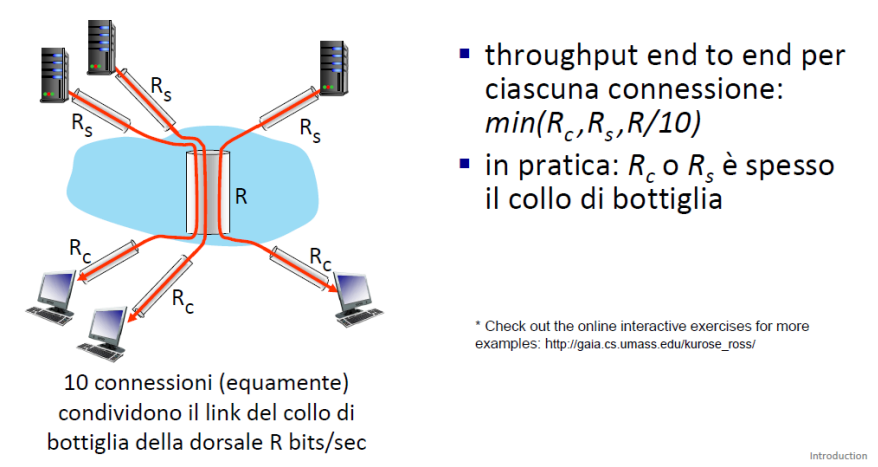 R_s
R_s
R_s
R
R_c
R_c
R_c
10 connessioni (equamente)
condividono il link del collo di
bottiglia della dorsale R bits/sec
▪ throughput end to end per
ciascuna connessione:
min(R_c,R_s,R/10)
▪ in pratica: R_c o R_s è spesso
il collo di bottiglia
* Check out the online interactive exercises for more
examples: http://gaia.cs.umass.edu/kurose_ross/
Introduction